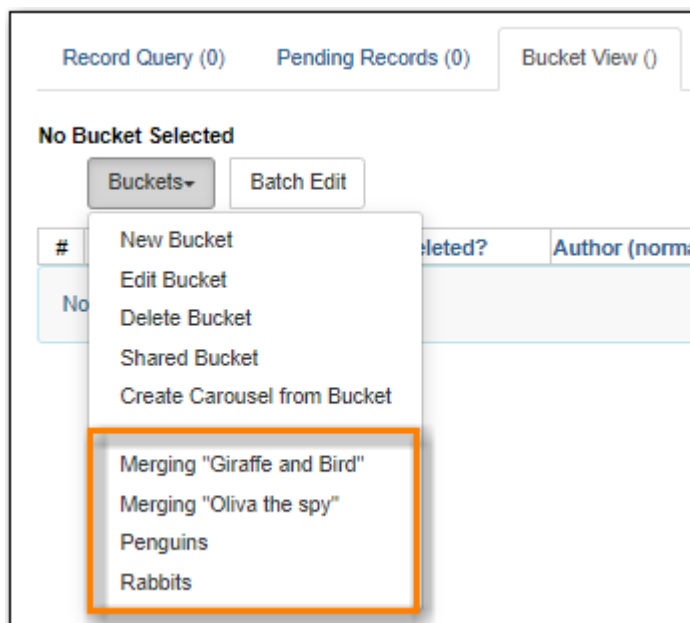 Record Query (0) Pending Records (0) Bucket View ()
No Bucket Selected
Buckets Batch Edit
# eleted? Author (norma
No
New Bucket
Edit Bucket
Delete Bucket
Shared Bucket
Create Carousel from Bucket
Merging "Giraffe and Bird"
Merging "Oliva the spy"
Penguins
Rabbits